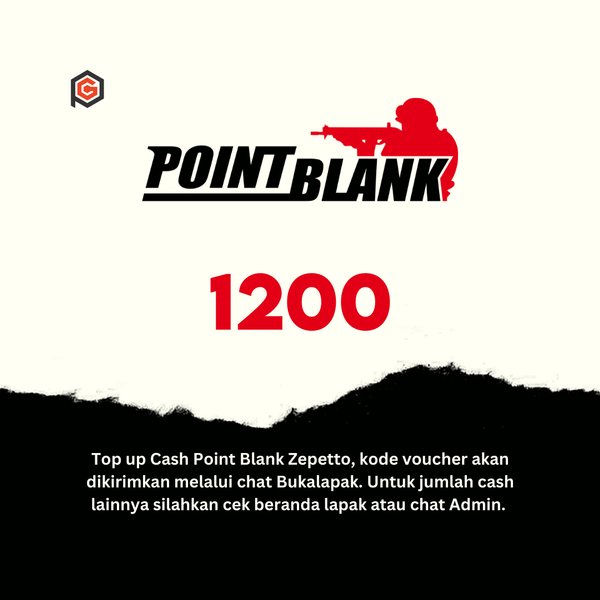 POINT BLANK
1200
Top up Cash Point Blank Zepetto, kode voucher akan
dikirimkan melalui chat Bukalapak. Untuk jumlah cash
lainnya silahkan cek beranda lapak atau chat Admin.